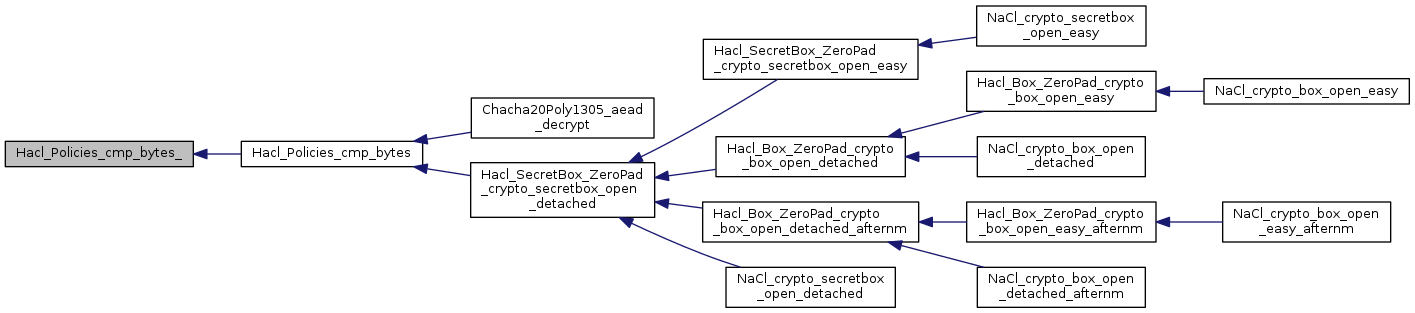 Hacl_Policies_cmp_bytes_
Hacl_Policies_cmp_bytes
Chacha20Poly1305_aead
_decrypt
Hacl_SecretBox_ZeroPad
_crypto_secretbox_open
_detached
Hacl_SecretBox_ZeroPad
_crypto_secretbox_open_easy
NaCl_crypto_secretbox
_open_easy
Hacl_Box_ZeroPad_crypto
_box_open_detached
Hacl_Box_ZeroPad_crypto
_box_open_easy
NaCl_crypto_box_open_easy
NaCl_crypto_box_open
_detached
Hacl_Box_ZeroPad_crypto
_box_open_detached_afternm
Hacl_Box_ZeroPad_crypto
_box_open_easy_afternm
NaCl_crypto_box_open
_easy_afternm
NaCl_crypto_box_open
_detached_afternm
NaCl_crypto_secretbox
_open_detached